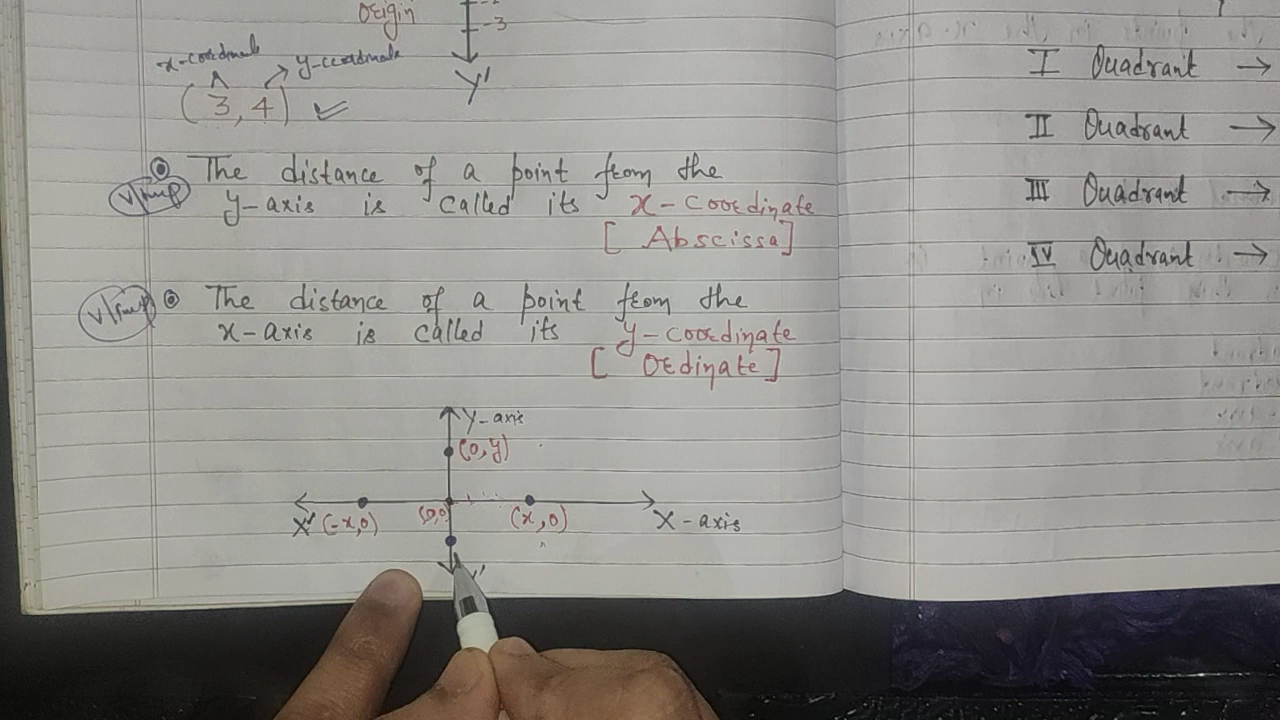 Origin
-3
Y'
x-coordinate
y-coordinate
(3, 4)
V/Imp
The distance of a point from the
y-axis is called its x-coordinate
[Abscissa]
V/Imp
The distance of a point from the
x-axis is called its y-coordinate
[Ordinate]
Y-axis
(0,y)
X' (-x,0) (0,0) (x,0) X-axis
I Quadrant →
II Quadrant →
III Quadrant →
IV Quadrant →